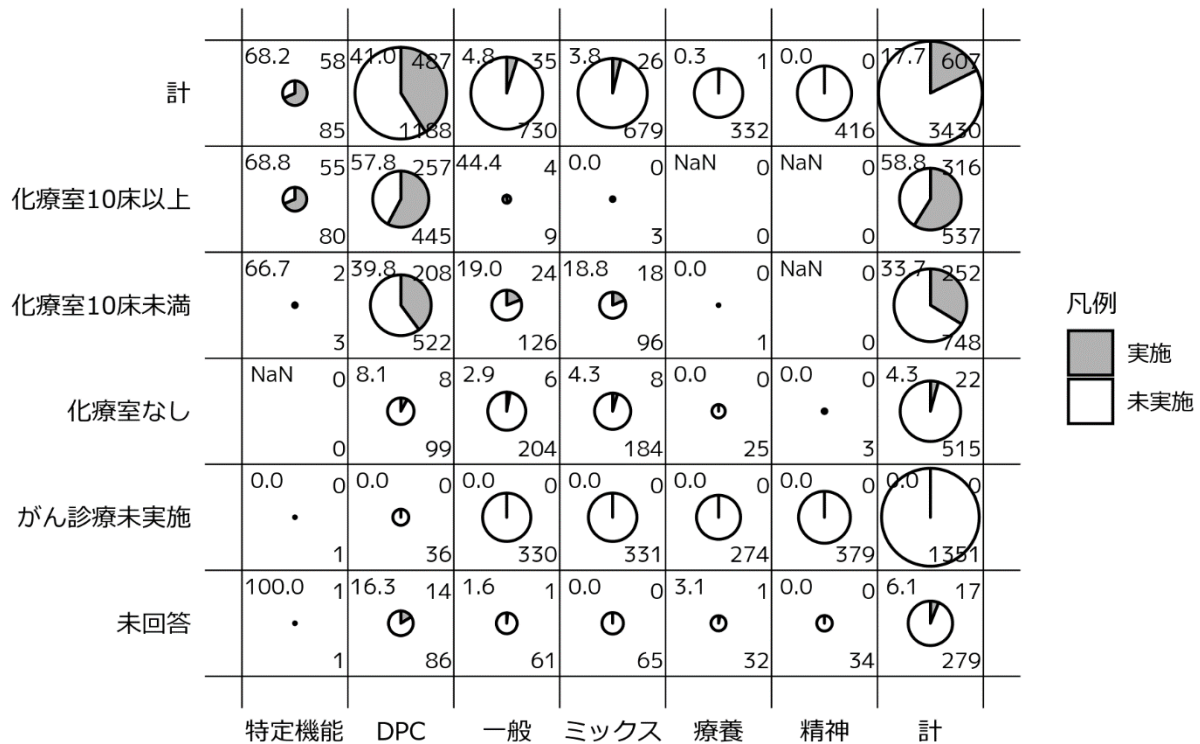 68.2 58 41.0 487 4.8 35 3.8 26 0.3 1 0.0 0 17.7 607
計
85 1188 730 679 332 416 3430
68.8 55 57.8 257 44.4 4 0.0 0 NaN 0 NaN 0 58.8 316
化療室10床以上
80 445 9 3 0 0 537
66.7 2 39.8 208 19.0 24 18.8 18 0.0 0 NaN 0 33.7 252
化療室10床未満
3 522 126 96 1 0 748
NaN 0 8.1 8 2.9 6 4.3 8 0.0 0 0.0 0 4.3 22
化療室なし
0 99 204 184 25 3 515
0.0 0 0.0 0 0.0 0 0.0 0 0.0 0 0.0 0 0.0 0
がん診療未実施
1 36 330 331 274 379 1351
100.0 1 16.3 14 1.6 1 0.0 0 3.1 1 0.0 0 6.1 17
未回答
1 86 61 65 32 34 279
特定機能 DPC 一般 ミックス 療養 精神 計
凡例
実施
未実施